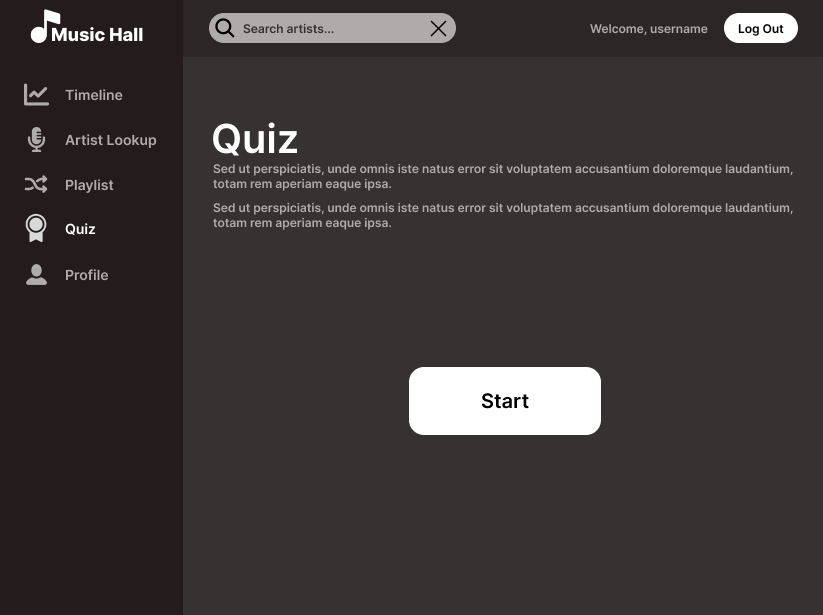 Music Hall
Search artists...
Welcome, username
Log Out
Timeline
Artist Lookup
Playlist
Quiz
Profile
Quiz
Sed ut perspiciatis, unde omnis iste natus error sit voluptatem accusantium doloremque laudantium,
totam rem aperiam eaque ipsa.
Sed ut perspiciatis, unde omnis iste natus error sit voluptatem accusantium doloremque laudantium,
totam rem aperiam eaque ipsa.
Start